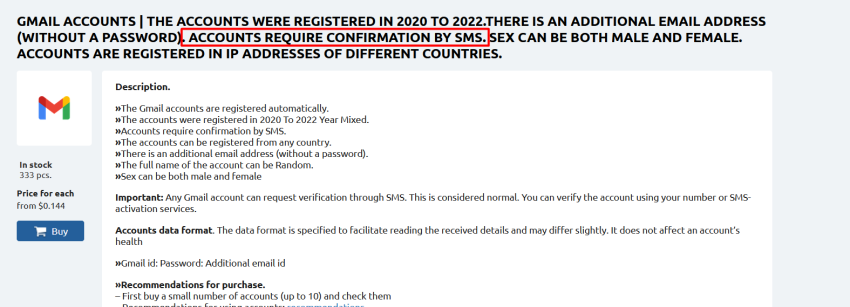 GMAIL ACCOUNTS | THE ACCOUNTS WERE REGISTERED IN 2020 TO 2022.THERE IS AN ADDITIONAL EMAIL ADDRESS
(WITHOUT A PASSWORD). ACCOUNTS REQUIRE CONFIRMATION BY SMS. SEX CAN BE BOTH MALE AND FEMALE.
ACCOUNTS ARE REGISTERED IN IP ADDRESSES OF DIFFERENT COUNTRIES.
In stock
333 pcs.
Price for each
from $0.144
Buy
Description.
»The Gmail accounts are registered automatically.
»The accounts were registered in 2020 To 2022 Year Mixed.
»Accounts require confirmation by SMS.
»The accounts can be registered from any country.
»There is an additional email address (without a password).
»The full name of the account can be Random.
»Sex can be both male and female
Important: Any Gmail account can request verification through SMS. This is considered normal. You can verify the account using your number or SMS-
activation services.
Accounts data format. The data format is specified to facilitate reading the received details and may differ slightly. It does not affect an account's
health
»Gmail id: Password: Additional email id
»Recommendations for purchase.
– First buy a small number of accounts (up to 10) and check them
– Recommendations for using accounts: recommendations